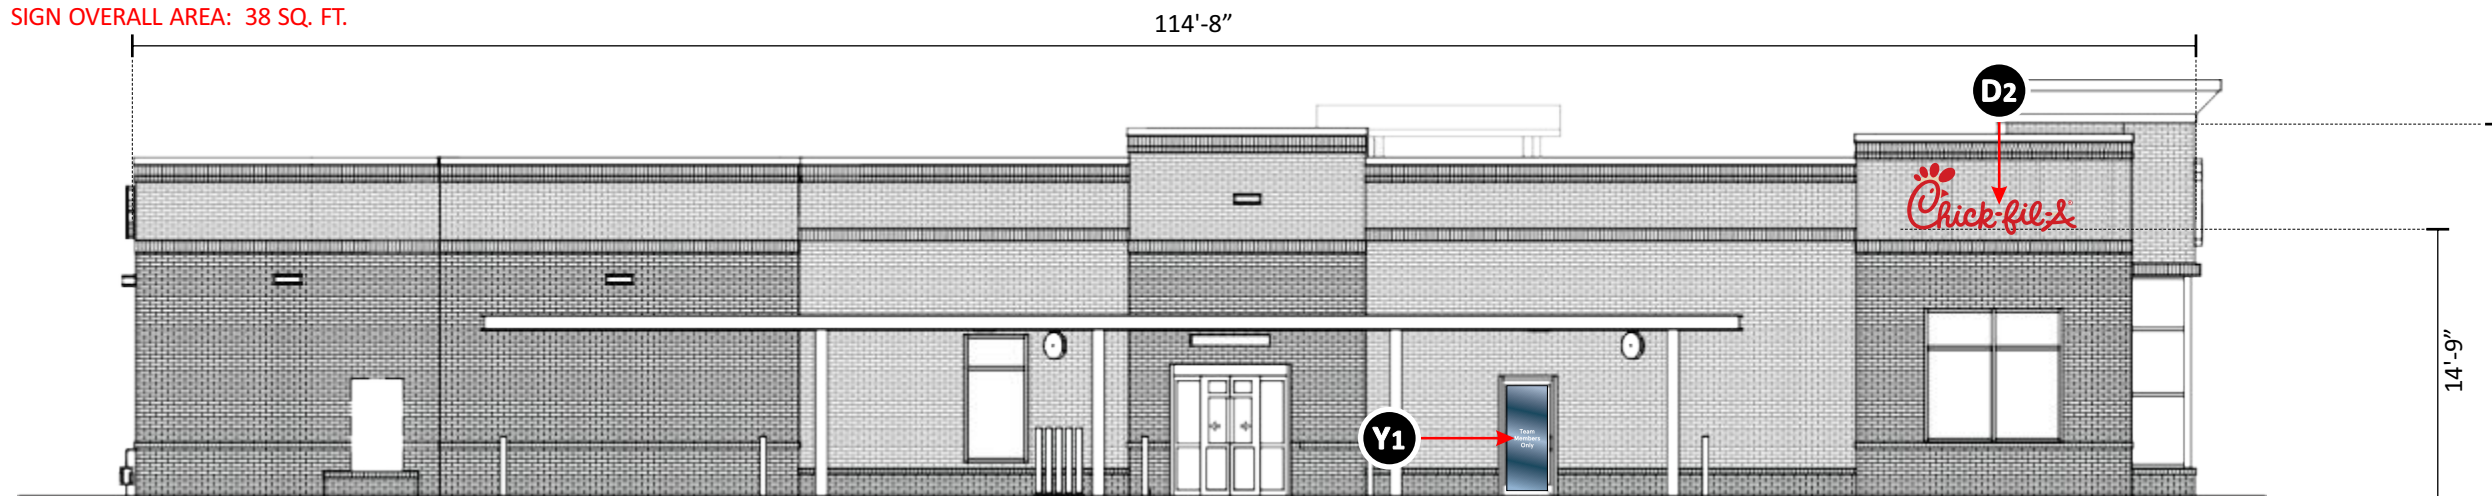 SIGN OVERALL AREA: 38 SQ. FT.
114'-8”
D2
Chick-fil-A®
14'-9”
Y1
Team
Members
Only